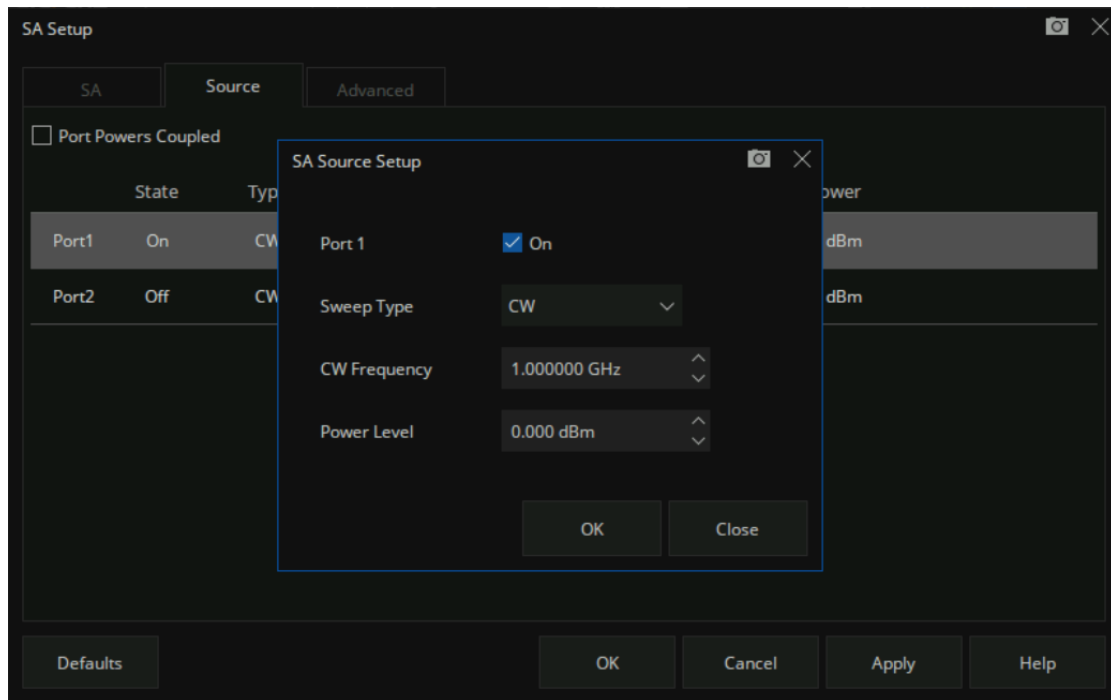 SA Setup
SA Source Advanced
Port Powers Coupled
SA Source Setup
State
Port1 On
Port2 Off
Port 1 On
Sweep Type CW
CW Frequency 1.000000 GHz
Power Level 0.000 dBm
OK Close
dBm
dBm
Defaults OK Cancel Apply Help